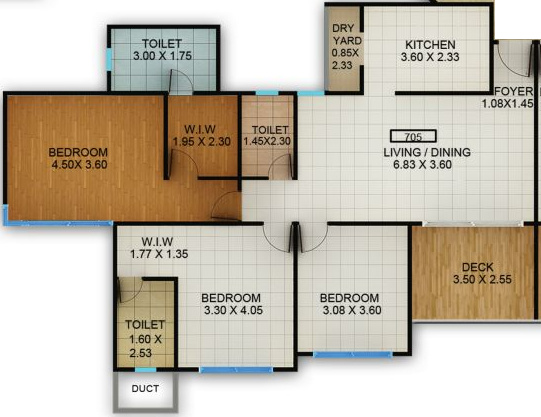 DRY
YARD
0.85X
2.33
KITCHEN
3.60 X 2.33
TOILET
3.00 X 1.75
FOYER
1.08X1.45
W.I.W
1.95 X 2.30
TOILET
1.45X2.30
705
LIVING / DINING
6.83 X 3.60
BEDROOM
4.50X 3.60
W.I.W
1.77 X 1.35
DECK
3.50 X 2.55
BEDROOM
3.30 X 4.05
BEDROOM
3.08 X 3.60
TOILET
1.60 X
2.53
DUCT